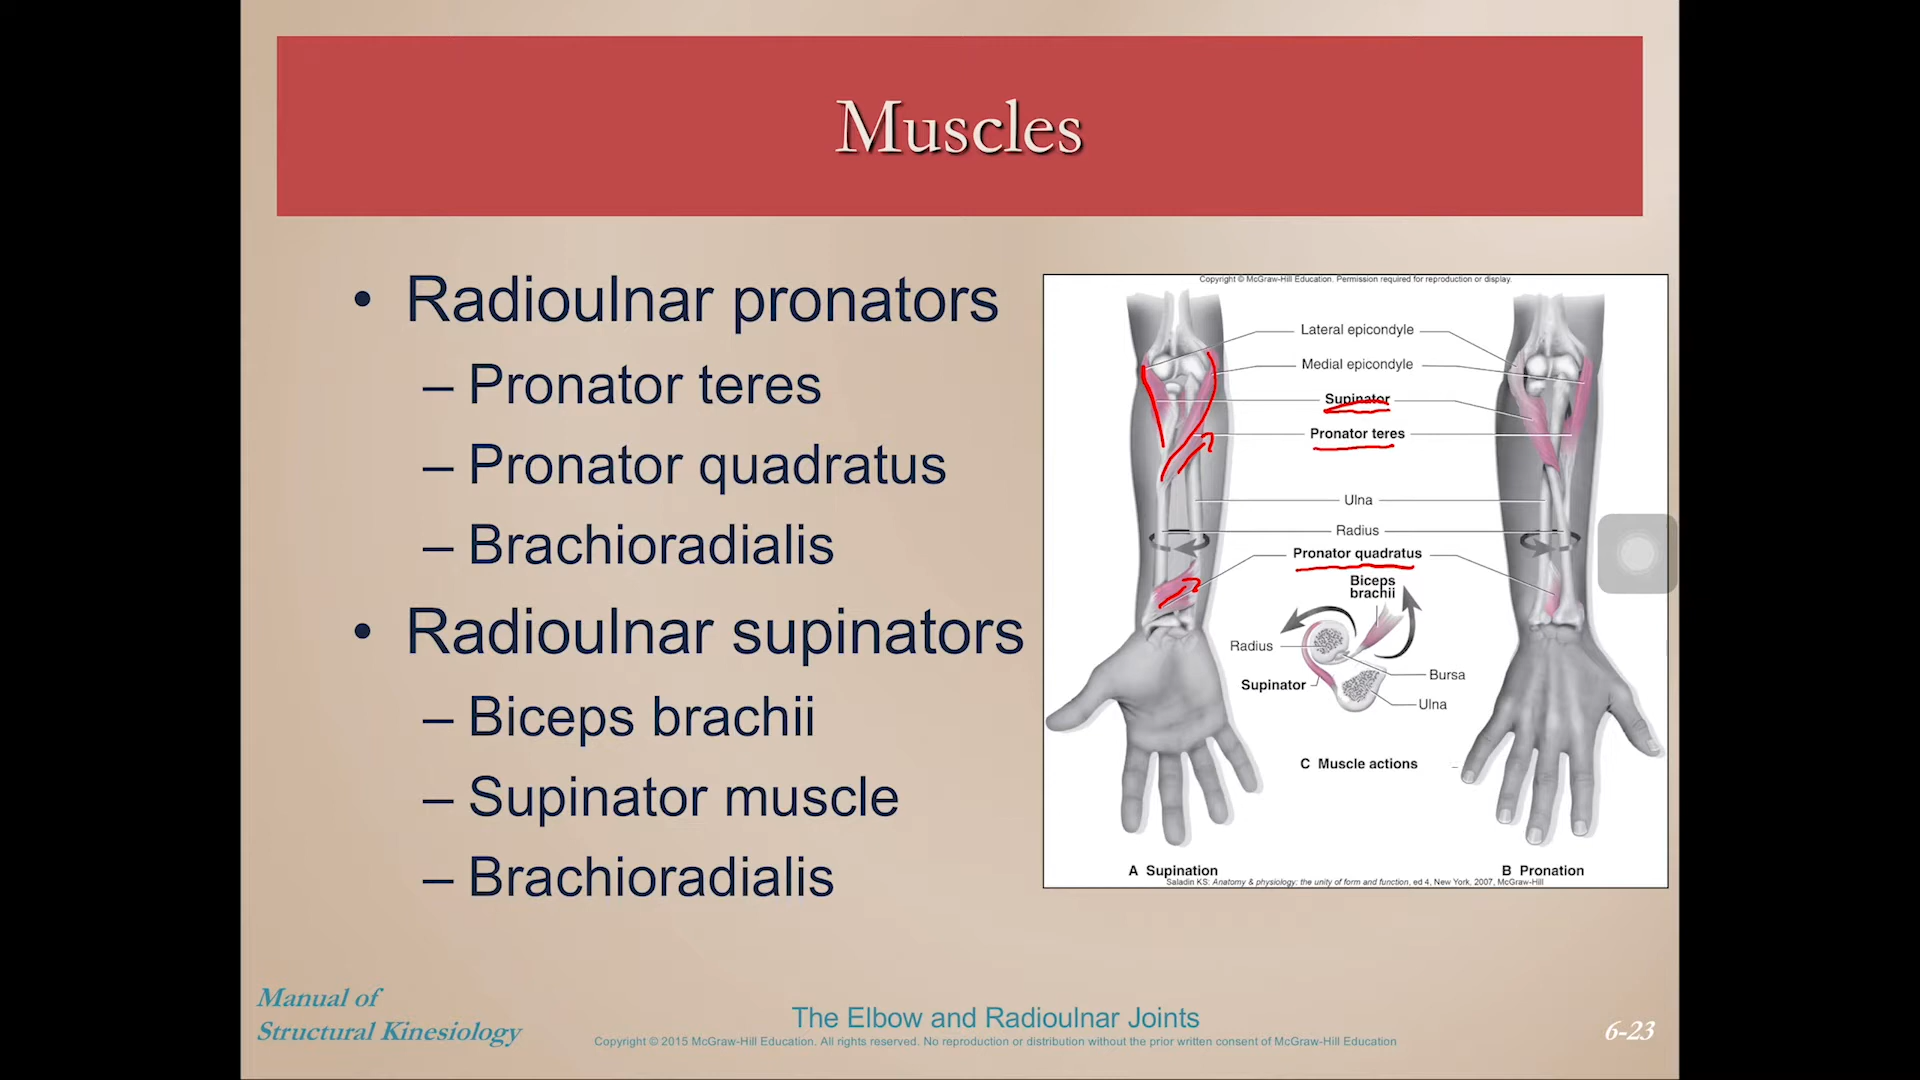 Muscles
• Radioulnar pronators
– Pronator teres
– Pronator quadratus
– Brachioradialis
• Radioulnar supinators
– Biceps brachii
– Supinator muscle
– Brachioradialis
Copyright © McGraw-Hill Education. Permission required for reproduction or display.
Lateral epicondyle
Medial epicondyle
Supinator
Pronator teres
Ulna
Radius
Pronator quadratus
Biceps
brachii
Radius
Bursa
Supinator
Ulna
C Muscle actions
A Supination
B Pronation
Saladin KS: Anatomy & physiology: the unity of form and function, ed 4, New York, 2007, McGraw-Hill
Manual of
Structural Kinesiology
The Elbow and Radioulnar Joints
Copyright © 2015 McGraw-Hill Education. All rights reserved. No reproduction or distribution without the prior written consent of McGraw-Hill Education
6-23